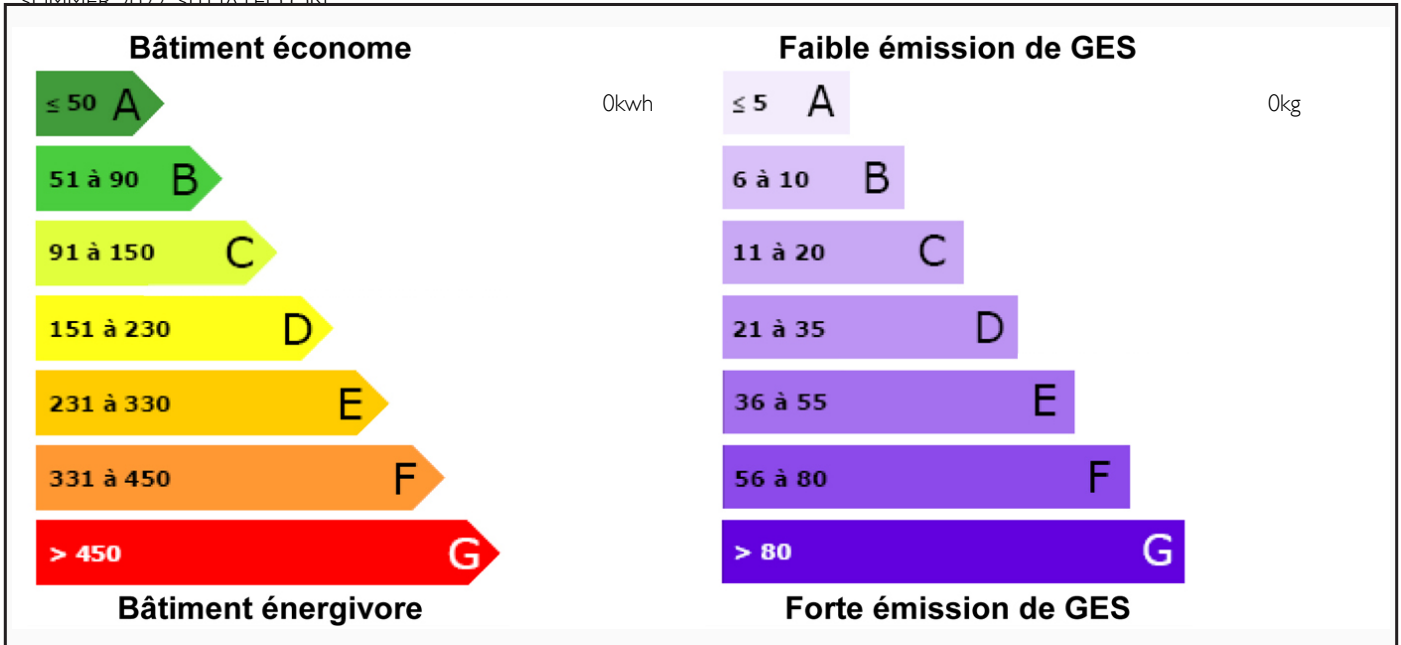 Bâtiment économe
≤ 50 A
0kwh
51 à 90 B
91 à 150 C
151 à 230 D
231 à 330 E
331 à 450 F
> 450 G
Bâtiment énergivore
Faible émission de GES
≤ 5 A
0kg
6 à 10 B
11 à 20 C
21 à 35 D
36 à 55 E
56 à 80 F
> 80 G
Forte émission de GES